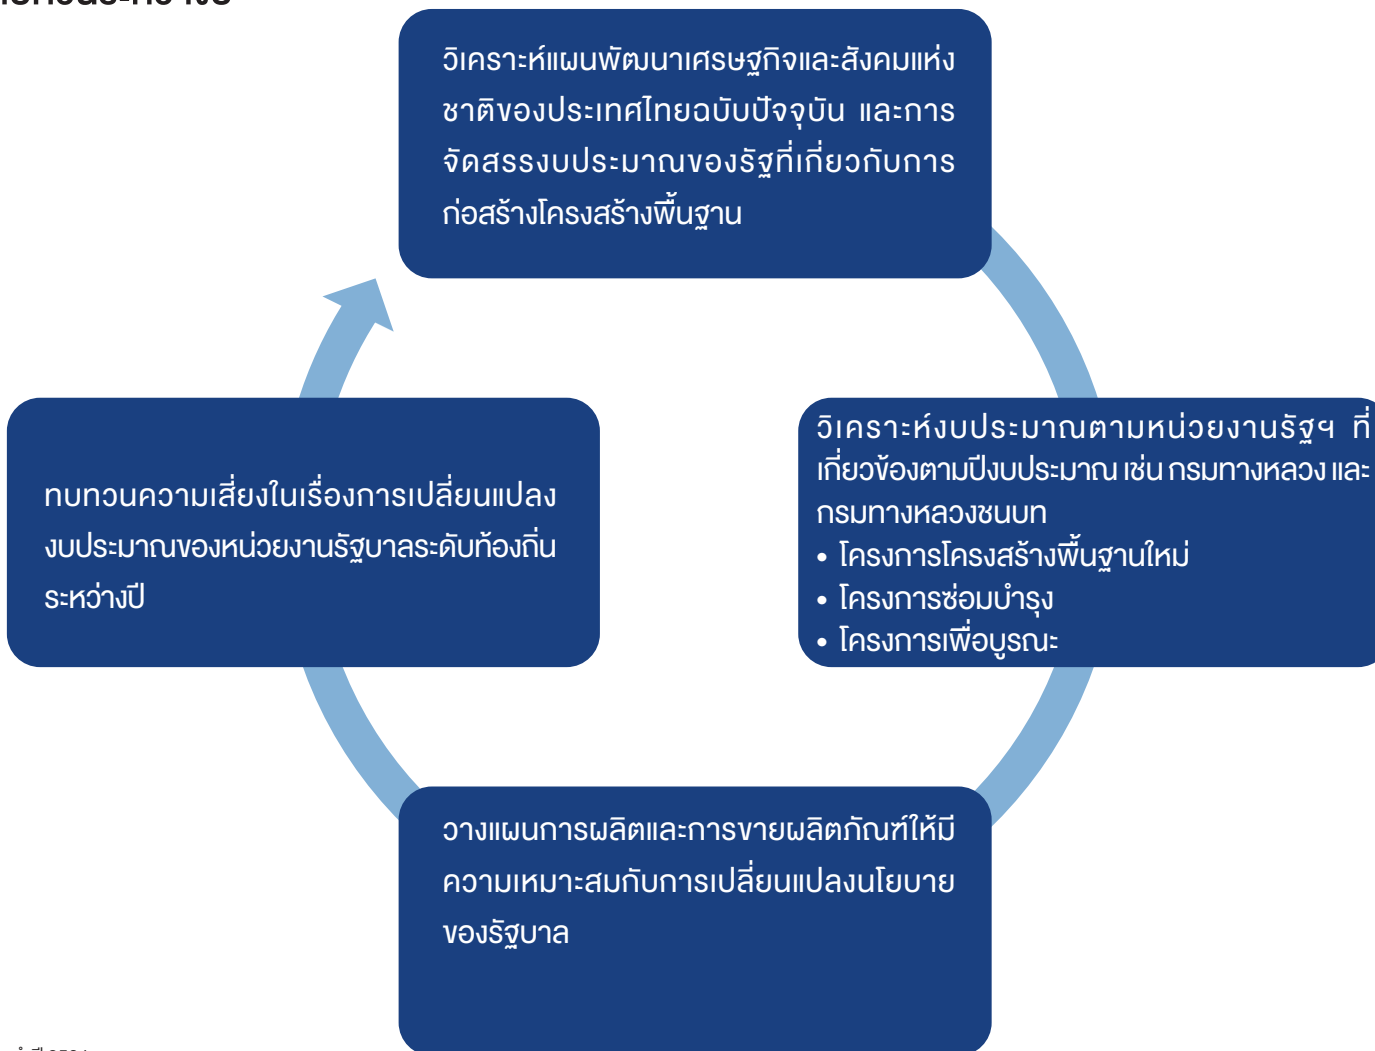 วิเคราะห์แผนพัฒนาเศรษฐกิจและสังคมแห่ง
ชาติของประเทศไทยฉบับปัจจุบัน และการ
จัดสรรงบประมาณของรัฐที่เกี่ยวกับการ
ก่อสร้างโครงสร้างพื้นฐาน
วิเคราะห์งบประมาณตามหน่วยงานรัฐฯ ที่
เกี่ยวข้องตามปีงบประมาณ เช่น กรมทางหลวง และ
กรมทางหลวงชนบท
• โครงการโครงสร้างพื้นฐานใหม่
• โครงการซ่อมบำรุง
• โครงการเพื่อบูรณะ
วางแผนการผลิตและการขายผลิตภัณฑ์ให้มี
ความเหมาะสมกับการเปลี่ยนแปลงนโยบาย
ของรัฐบาล
ทบทวนความเสี่ยงในเรื่องการเปลี่ยนแปลง
งบประมาณของหน่วยงานรัฐบาลระดับท้องถิ่น
ระหว่างปี